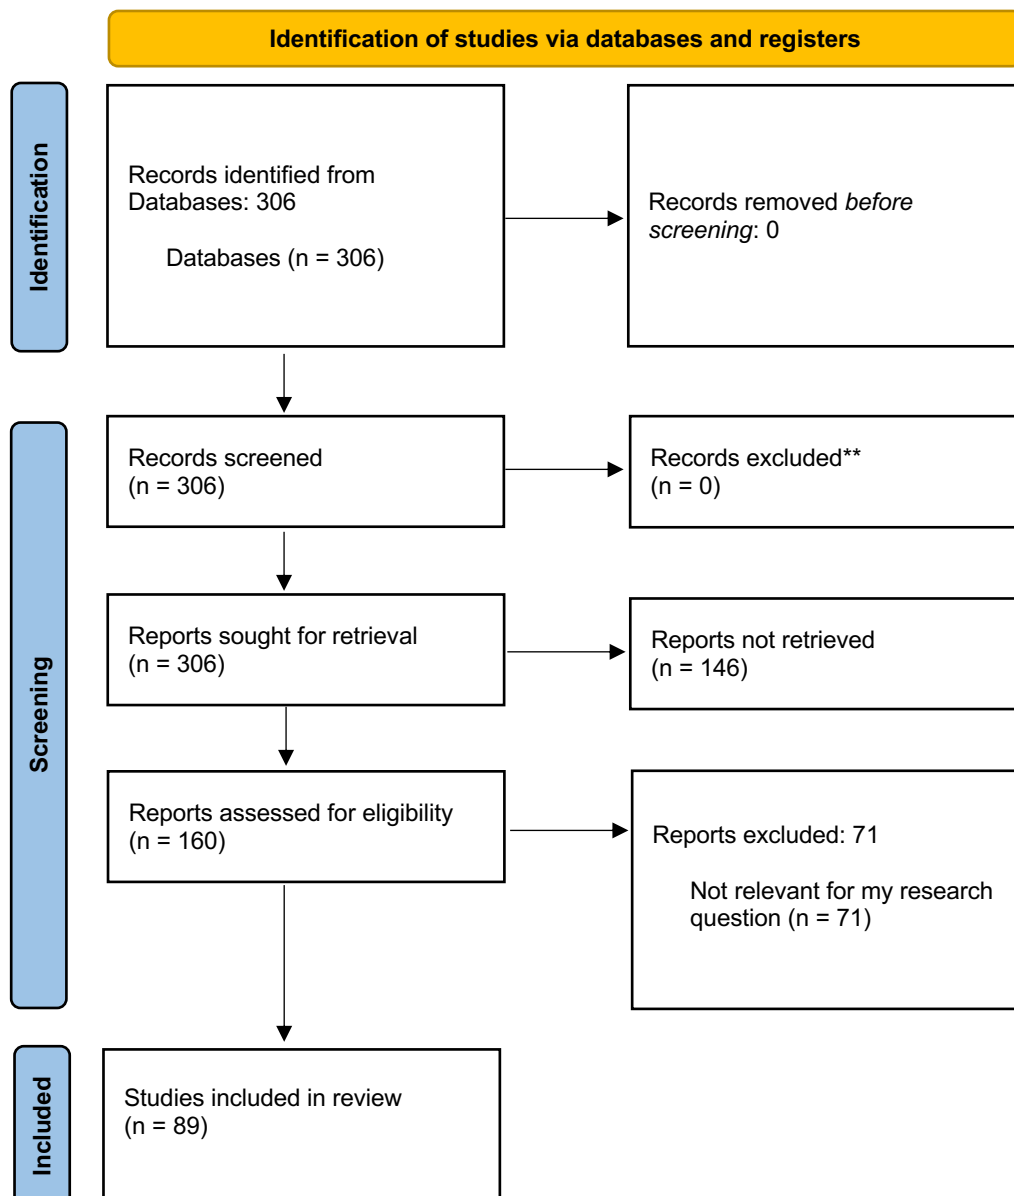 Identification of studies via databases and registers
Identification
Records identified from
Databases: 306
Databases (n = 306)
Records removed before
screening: 0
Screening
Records screened
(n = 306)
Records excluded**
(n = 0)
Reports sought for retrieval
(n = 306)
Reports not retrieved
(n = 146)
Reports assessed for eligibility
(n = 160)
Reports excluded: 71
Not relevant for my research
question (n = 71)
Included
Studies included in review
(n = 89)